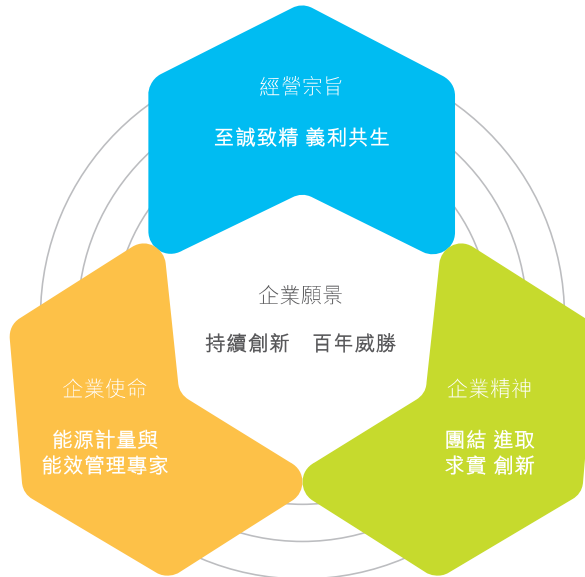 經營宗旨
至誠致精 義利共生
企業願景
持續創新　百年威勝
企業使命
能源計量與
能效管理專家
企業精神
團結 進取
求實 創新